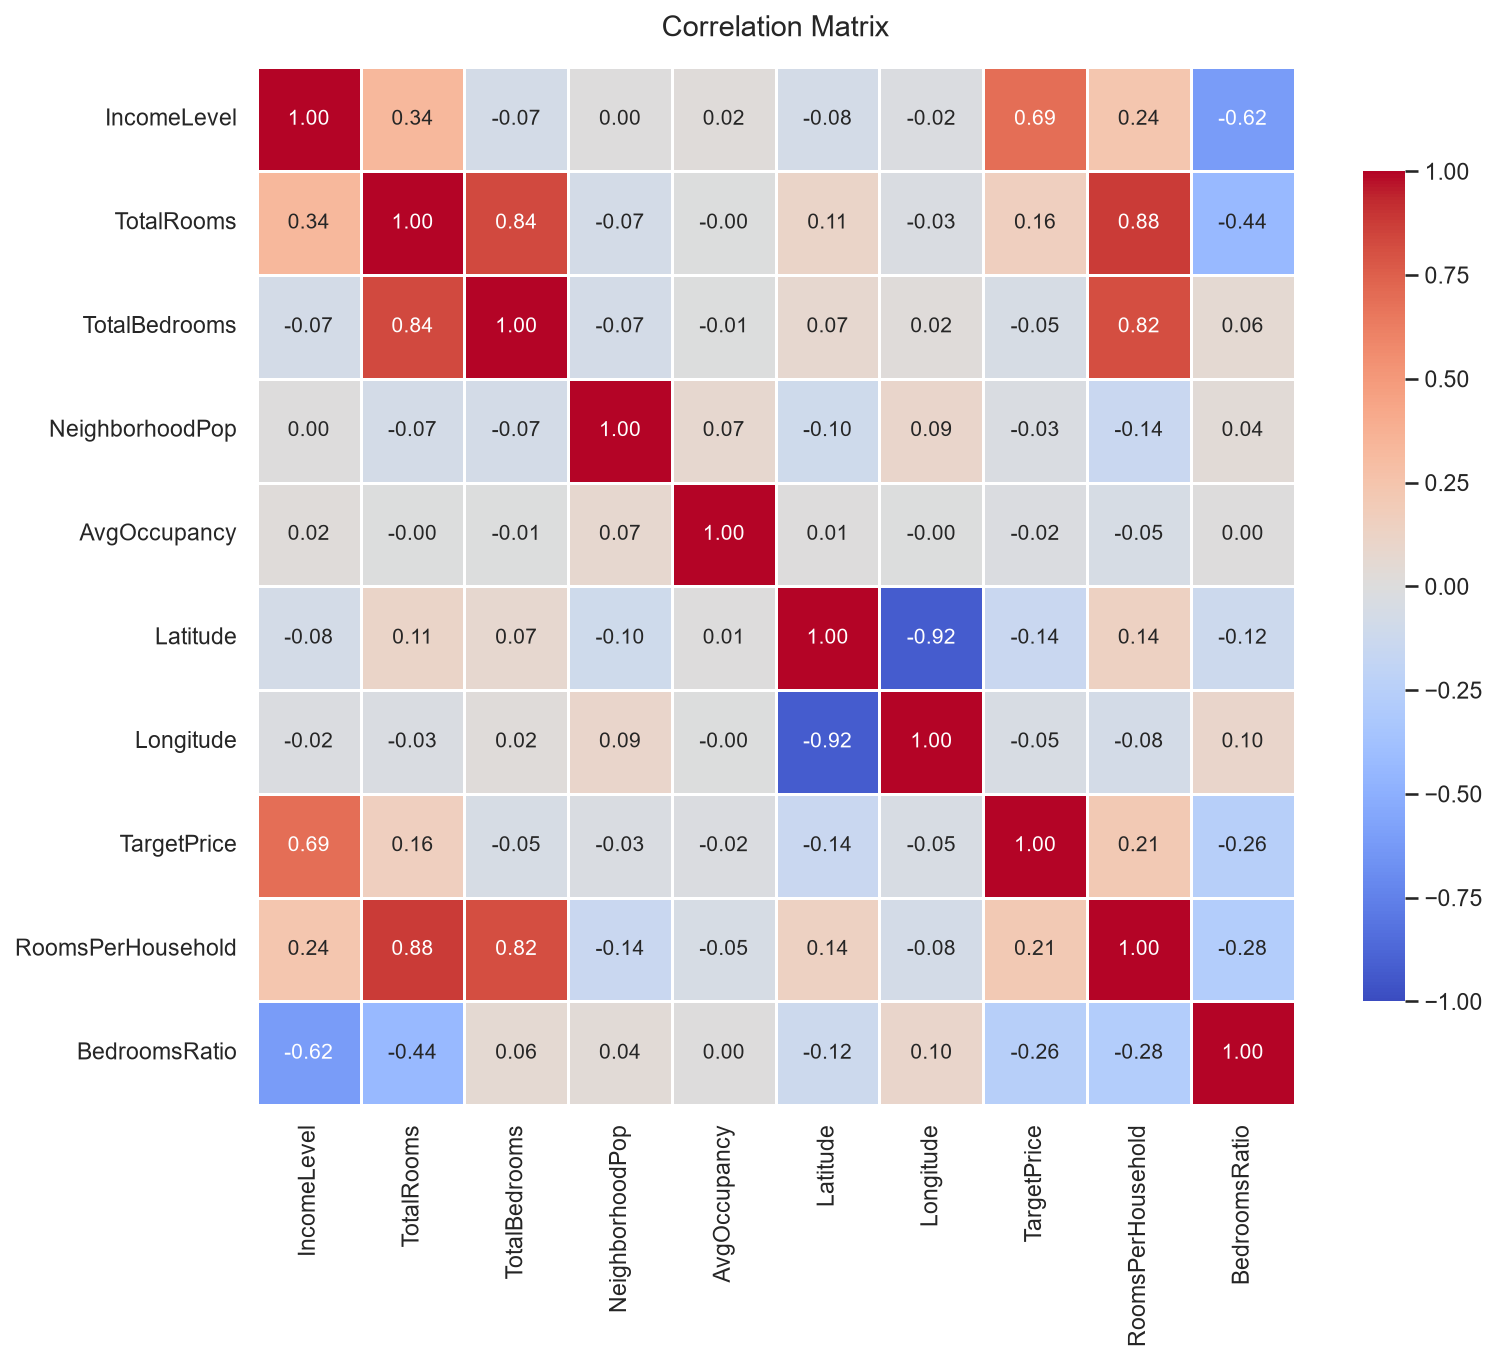 Correlation Matrix
IncomeLevel 1.00 0.34 -0.07 0.00 0.02 -0.08 -0.02 0.69 0.24 -0.62
TotalRooms 0.34 1.00 0.84 -0.07 -0.00 0.11 -0.03 0.16 0.88 -0.44
TotalBedrooms -0.07 0.84 1.00 -0.07 -0.01 0.07 0.02 -0.05 0.82 0.06
NeighborhoodPop 0.00 -0.07 -0.07 1.00 0.07 -0.10 0.09 -0.03 -0.14 0.04
AvgOccupancy 0.02 -0.00 -0.01 0.07 1.00 0.01 -0.00 -0.02 -0.05 0.00
Latitude -0.08 0.11 0.07 -0.10 0.01 1.00 -0.92 -0.14 0.14 -0.12
Longitude -0.02 -0.03 0.02 0.09 -0.00 -0.92 1.00 -0.05 -0.08 0.10
TargetPrice 0.69 0.16 -0.05 -0.03 -0.02 -0.14 -0.05 1.00 0.21 -0.26
RoomsPerHousehold 0.24 0.88 0.82 -0.14 -0.05 0.14 -0.08 0.21 1.00 -0.28
BedroomsRatio -0.62 -0.44 0.06 0.04 0.00 -0.12 0.10 -0.26 -0.28 1.00
IncomeLevel TotalRooms TotalBedrooms NeighborhoodPop AvgOccupancy Latitude Longitude TargetPrice RoomsPerHousehold BedroomsRatio
1.00
0.75
0.50
0.25
0.00
−0.25
−0.50
−0.75
−1.00